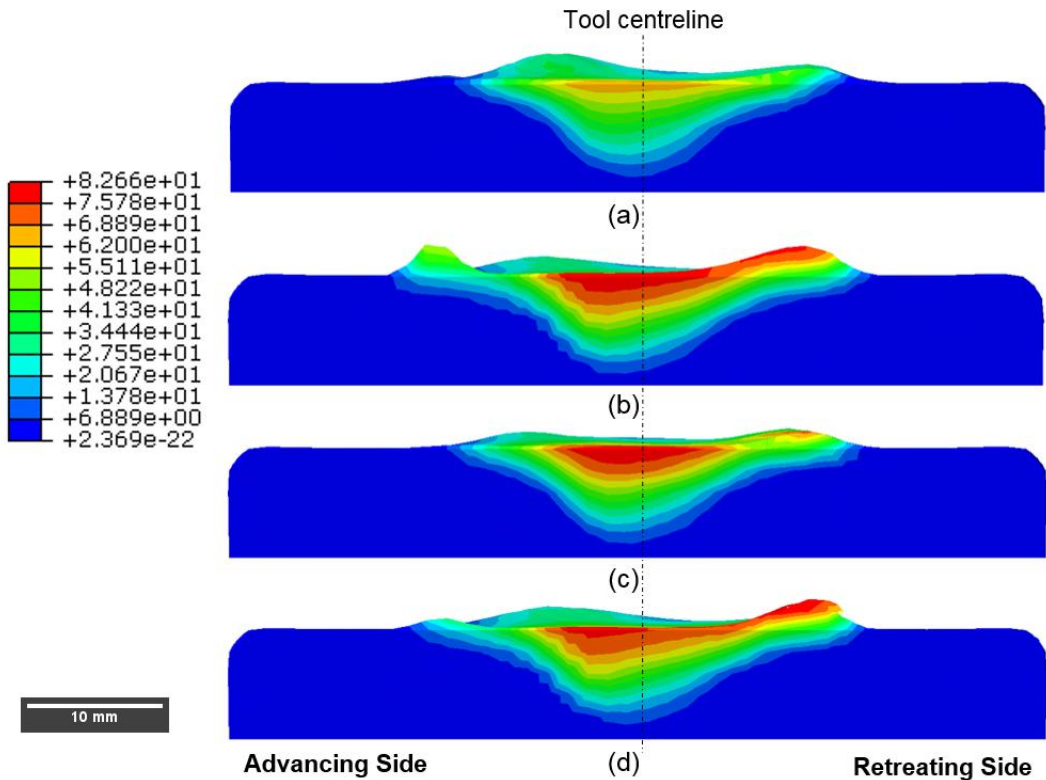 Tool centreline
+8.266e+01
+7.578e+01
+6.889e+01
+6.200e+01
+5.511e+01
+4.822e+01
+4.133e+01
+3.444e+01
+2.755e+01
+2.067e+01
+1.378e+01
+6.889e+00
+2.369e-22
(a)
(b)
(c)
(d)
10 mm
Advancing Side
Retreating Side